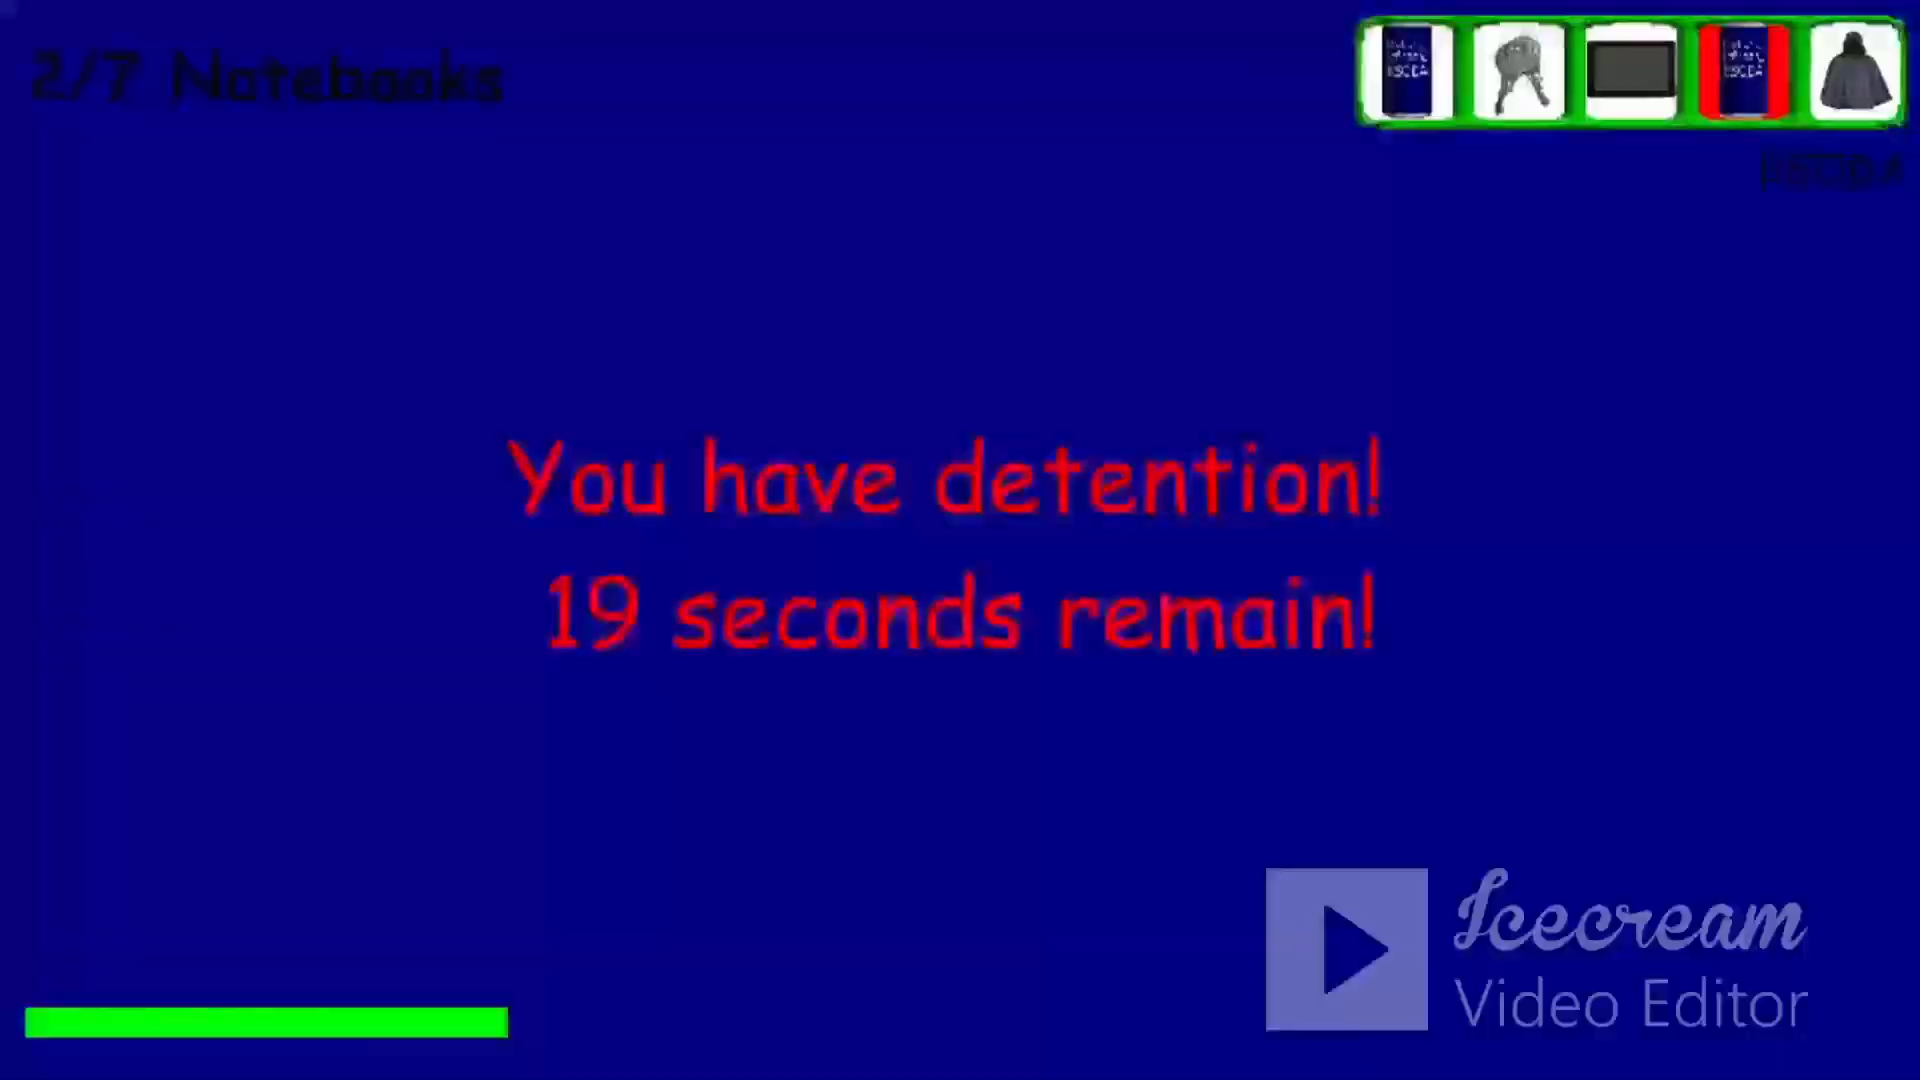 2/7 Notebooks
You have detention!
19 seconds remain!
Icecream
Video Editor